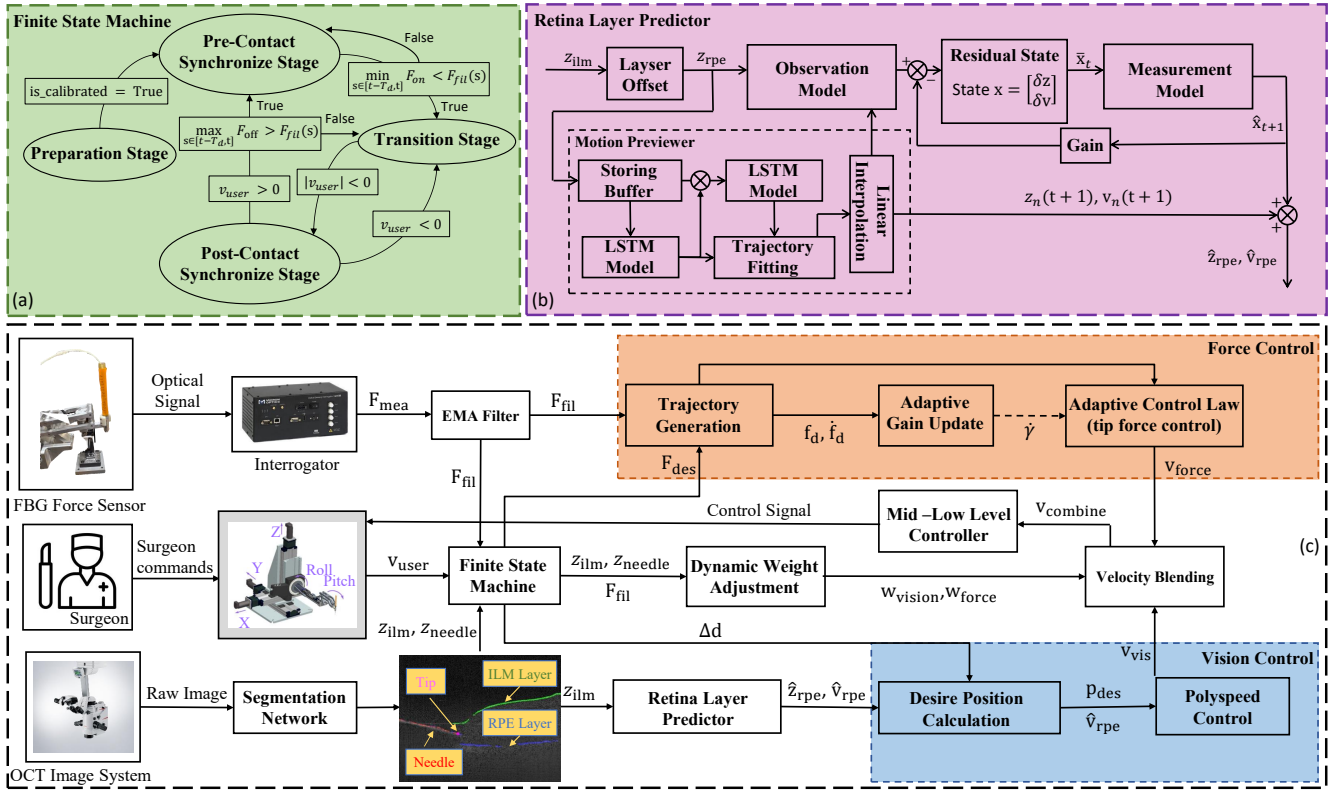 Finite State Machine
Pre-Contact
Synchronize Stage
False
min
s∈[t−T_d,t]
F_on < F_fil(s)
is_calibrated = True
True
True
max
s∈[t−T_d,t]
F_off > F_fil(s)
False
Transition Stage
Preparation Stage
v_user > 0
|v_user| < 0
v_user < 0
Post-Contact
Synchronize Stage
(a)
Retina Layer Predictor
z_ilm
Layser
Offset
z_rpe
Observation
Model
+
−
Residual State
State x = [δz δv]
x̅_t
Measurement
Model
x̂_{t+1}
Gain
Motion Previewer
Storing
Buffer
LSTM
Model
Linear
Interpolation
LSTM
Model
Trajectory
Fitting
z_n(t + 1), v_n(t + 1)
+
+
ẑ_rpe, v̂_rpe
(b)
Force Control
Optical
Signal
Interrogator
F_mea
EMA Filter
F_fil
Trajectory
Generation
f_d, ḟ_d
Adaptive
Gain Update
γ̇
Adaptive Control Law
(tip force control)
F_des
F_fil
v_force
FBG Force Sensor
Control Signal
Mid –Low Level
Controller
v_combine
(c)
Surgeon
commands
Surgeon
Z
Y
X
Roll
Pitch
v_user
Finite State
Machine
z_ilm, z_needle
F_fil
Dynamic Weight
Adjustment
w_vision,w_force
Velocity Blending
z_ilm, z_needle
Δd
v_vis
Vision Control
Raw Image
Segmentation
Network
Tip
ILM Layer
RPE Layer
Needle
z_ilm
Retina Layer
Predictor
ẑ_rpe, v̂_rpe
Desire Position
Calculation
p_des
v̂_rpe
Polyspeed
Control
OCT Image System